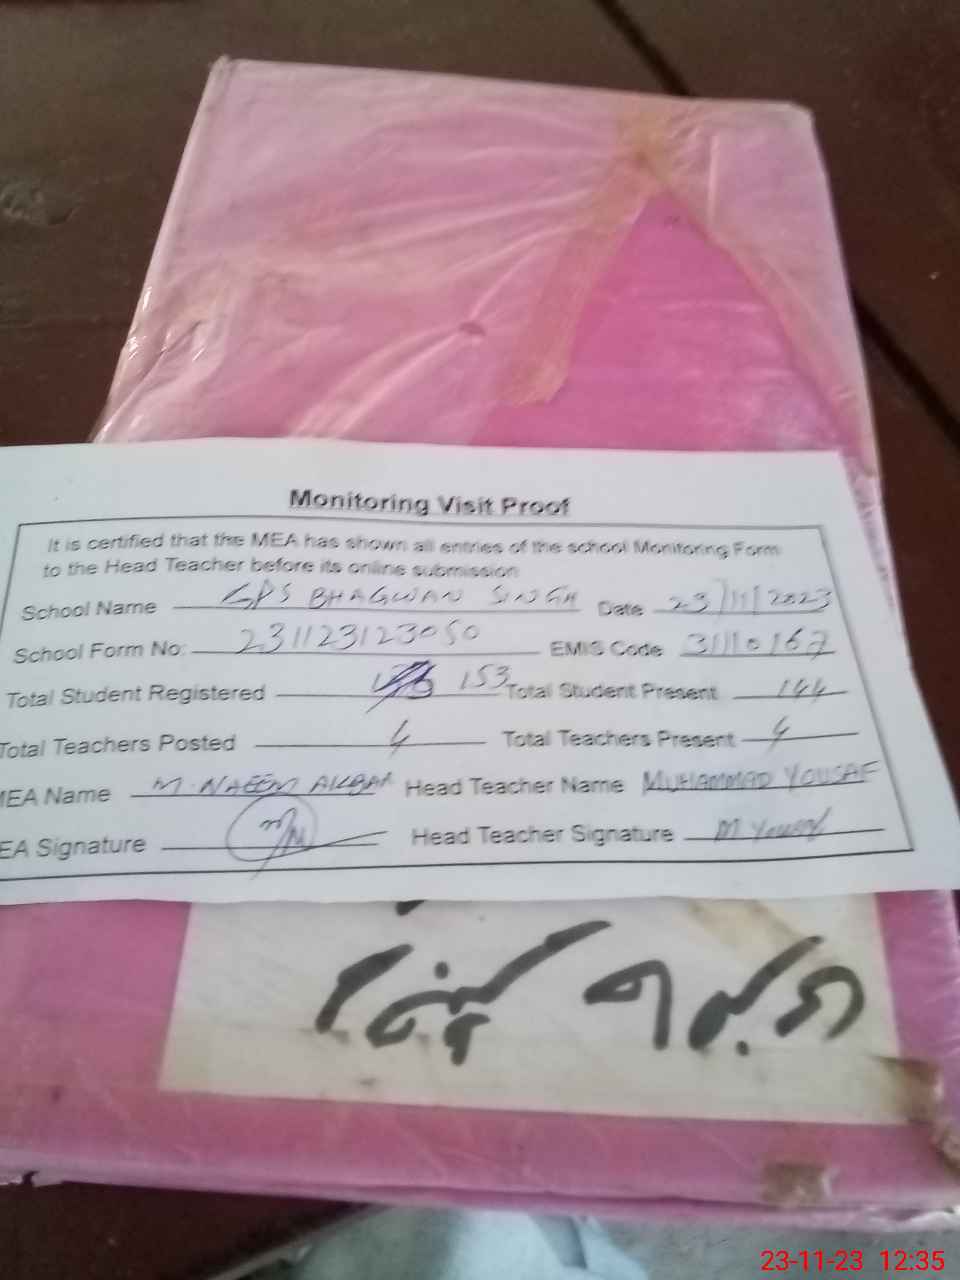 Monitoring Visit Proof
It is certified that the MEA has shown all entries of the school Monitoring Form
to the Head Teacher before its online submission
School Name GPS BHAGWAN SINGH Date 23/11/2023
School Form No: 231123123050 EMIS Code 31110167
Total Student Registered 153 Total Student Present 144
Total Teachers Posted 4 Total Teachers Present 4
MEA Name M. NAEEM AKBAR Head Teacher Name MUHAMMAD YOUSAF
EA Signature Head Teacher Signature M Yousaf
23-11-23 12:35